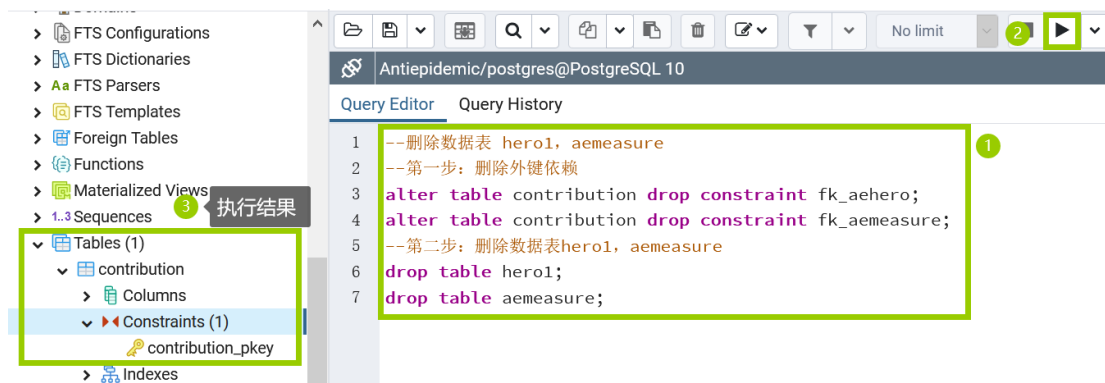 FTS Configurations
FTS Dictionaries
Aa FTS Parsers
FTS Templates
Foreign Tables
Functions
Materialized Views
1..3 Sequences
3 执行结果
Tables (1)
contribution
Columns
Constraints (1)
contribution_pkey
Indexes
No limit
2
Antiepidemic/postgres@PostgreSQL 10
Query Editor Query History
1 --删除数据表 hero1，aemeasure
2 --第一步：删除外键依赖
3 alter table contribution drop constraint fk_aehero;
4 alter table contribution drop constraint fk_aemeasure;
5 --第二步：删除数据表hero1，aemeasure
6 drop table hero1;
7 drop table aemeasure;
1